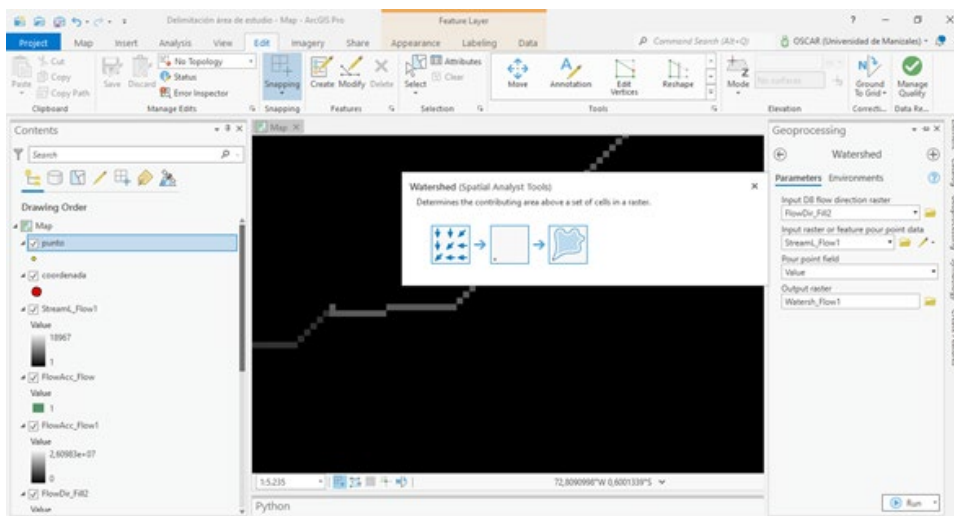 Delimitación área de estudio - Map - ArcGIS Pro
Feature Layer
Project Map Insert Analysis View Edit Imagery Share Appearance Labeling Data
Command Search (Alt+Q)
OSCAR (Universidad de Manizales)
Paste
Cut
Copy
Copy Path
Clipboard
Save Discard
No Topology
Status
Error Inspector
Manage Edits
Snapping
Snapping
Create Modify Delete
Features
Select
Attributes
Clear
Selection
Move Annotation Edit Vertices Reshape
Tools
Mode
No surfaces
Elevation
Ground To Grid
Correcti...
Manage Quality
Data Re...
Contents
Search
Drawing Order
Map
punto
coordenada
StreamL_Flow1
Value
18967
1
FlowAcc_Flow
Value
1
FlowAcc_Flow1
Value
2,60983e+07
0
FlowDir_Fill2
Value
Map
Watershed (Spatial Analyst Tools)
Determines the contributing area above a set of cells in a raster.
1:5.235
72,8090998°W 0,6001339°S
Python
Geoprocessing
Watershed
Parameters Environments
Input D8 flow direction raster
FlowDir_Fill2
Input raster or feature pour point data
StreamL_Flow1
Pour point field
Value
Output raster
Watersh_Flow1
Run